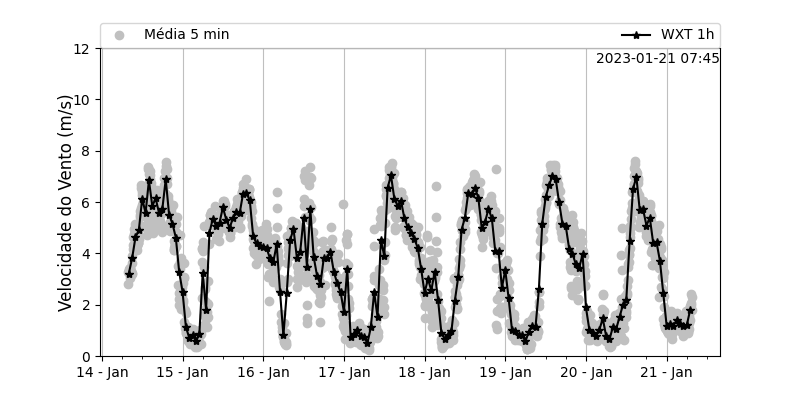 Média 5 min
WXT 1h
2023-01-21 07:45
Velocidade do Vento (m/s)
12
10
8
6
4
2
0
14 - Jan 15 - Jan 16 - Jan 17 - Jan 18 - Jan 19 - Jan 20 - Jan 21 - Jan